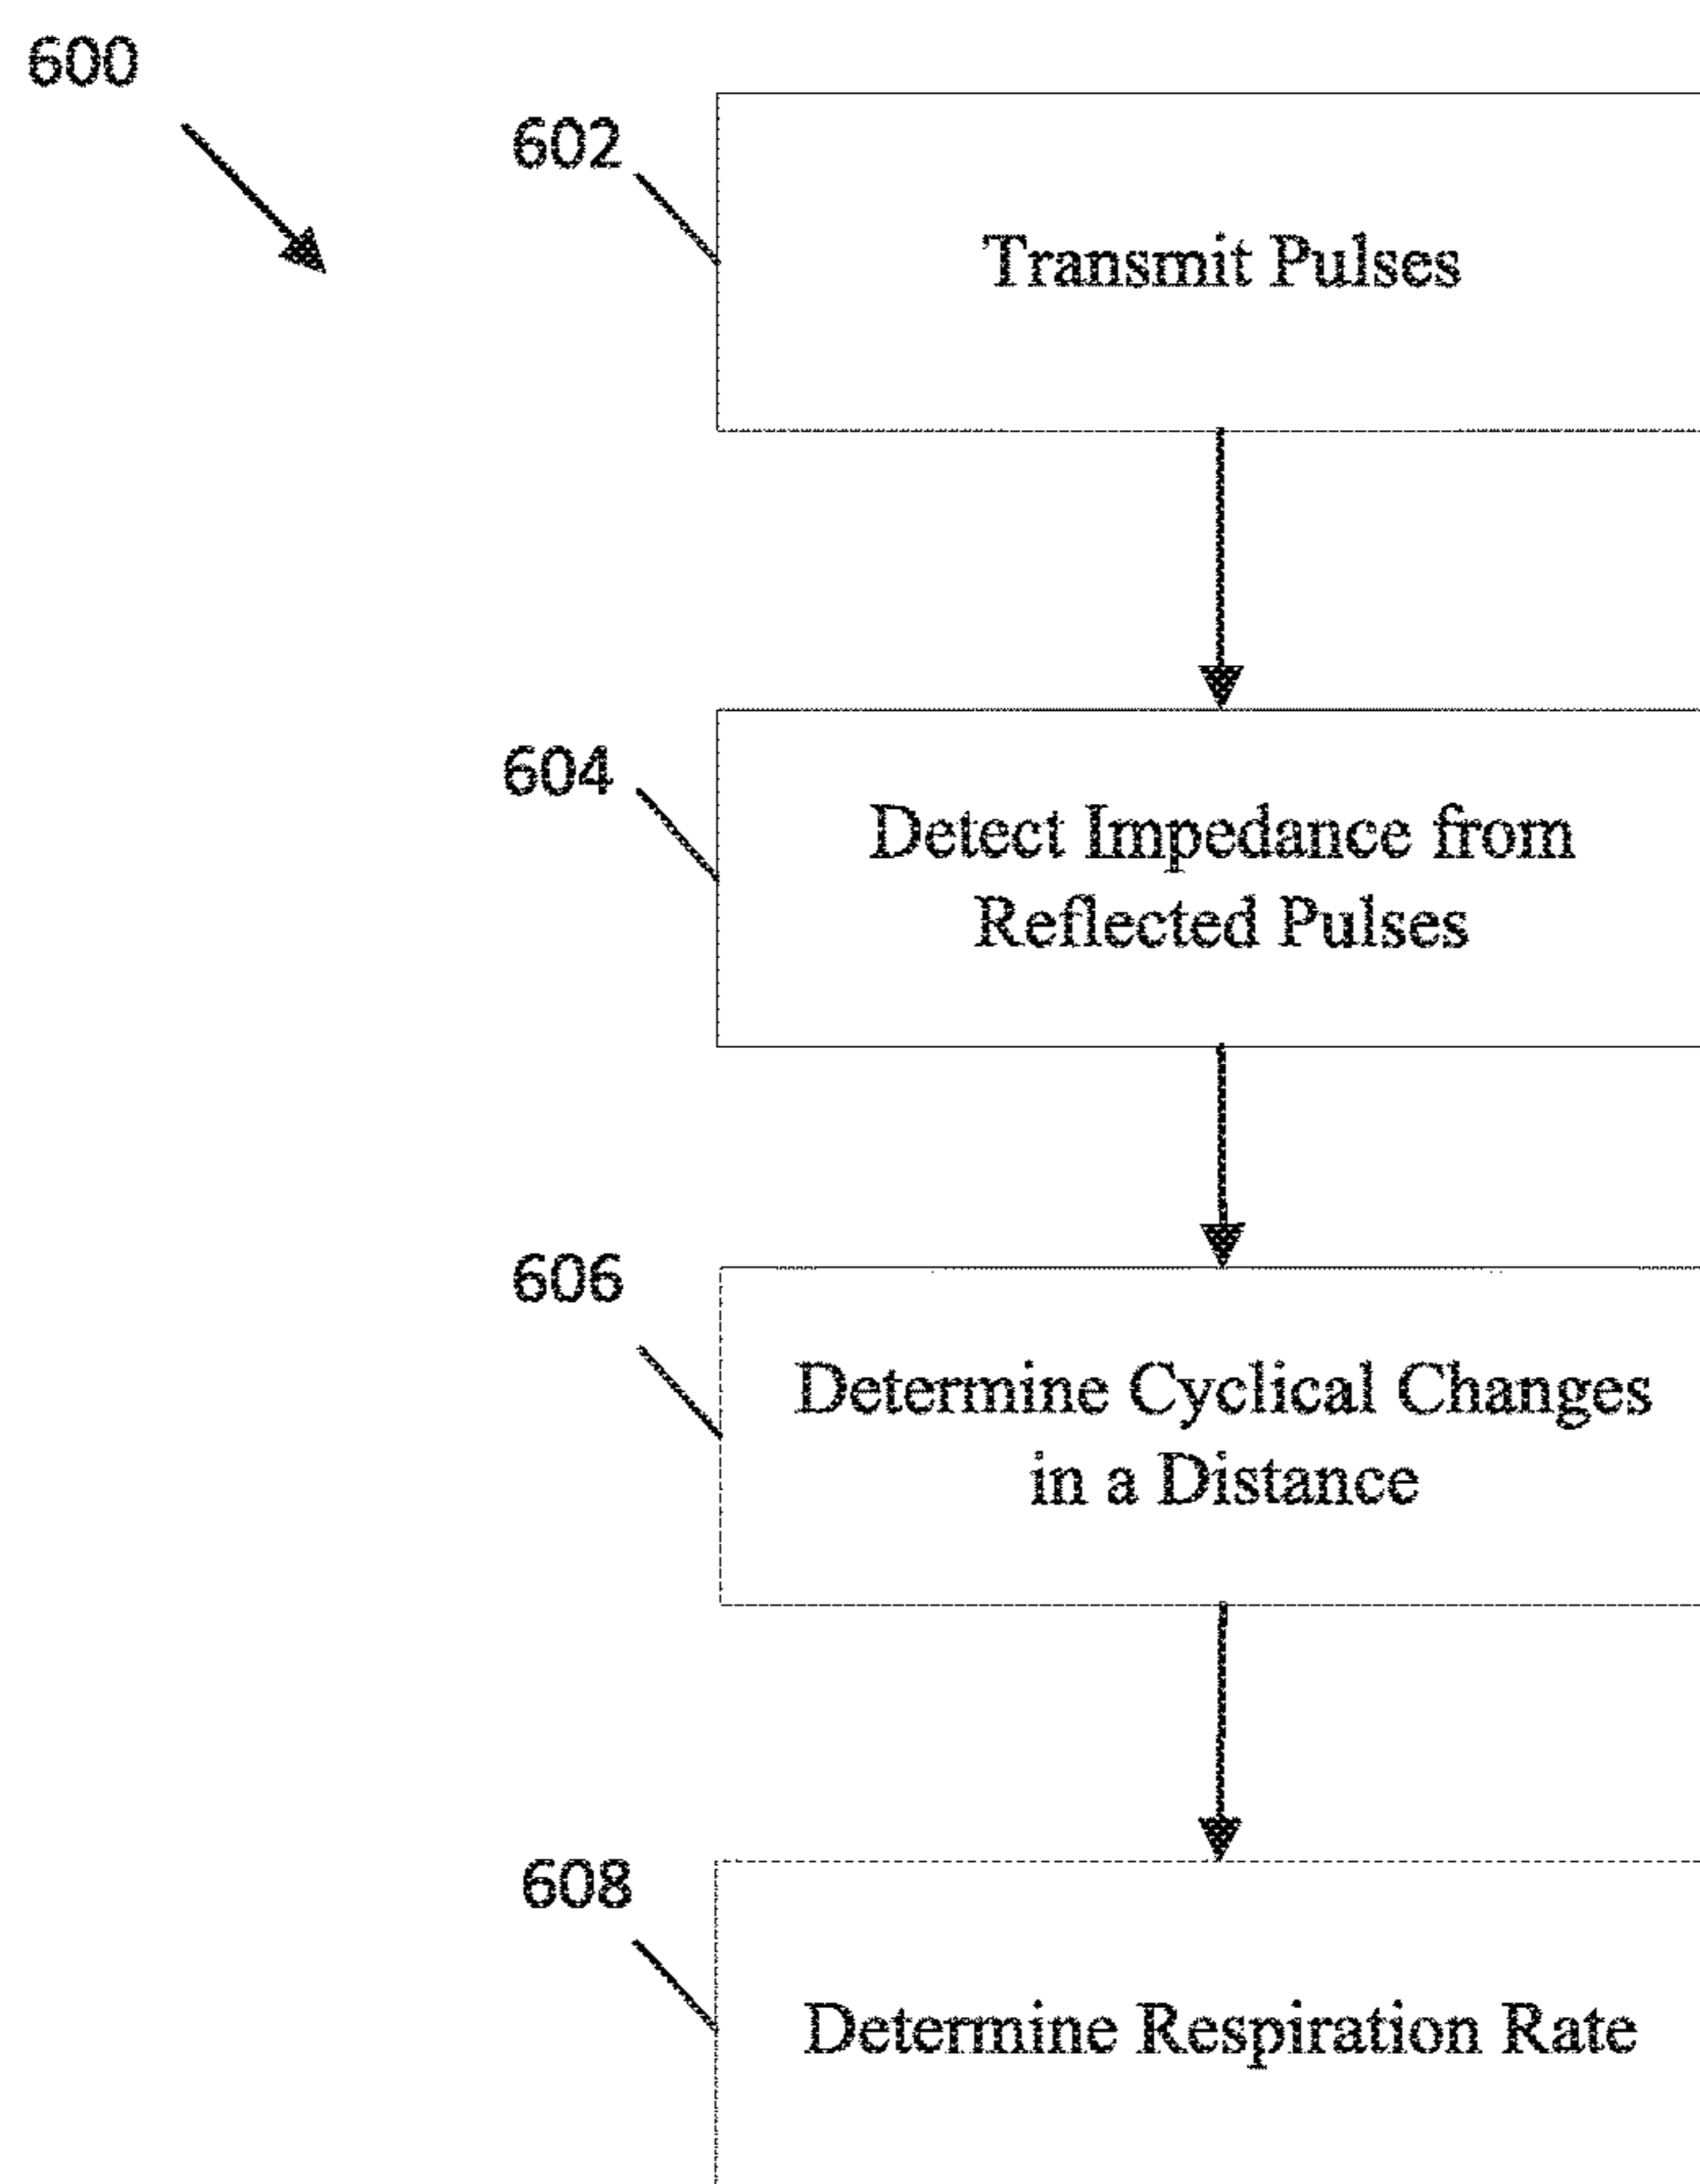 600
602
Transmit Pulses
604
Detect Impedance from
Reflected Pulses
606
Determine Cyclical Changes
in a Distance
608
Determine Respiration Rate